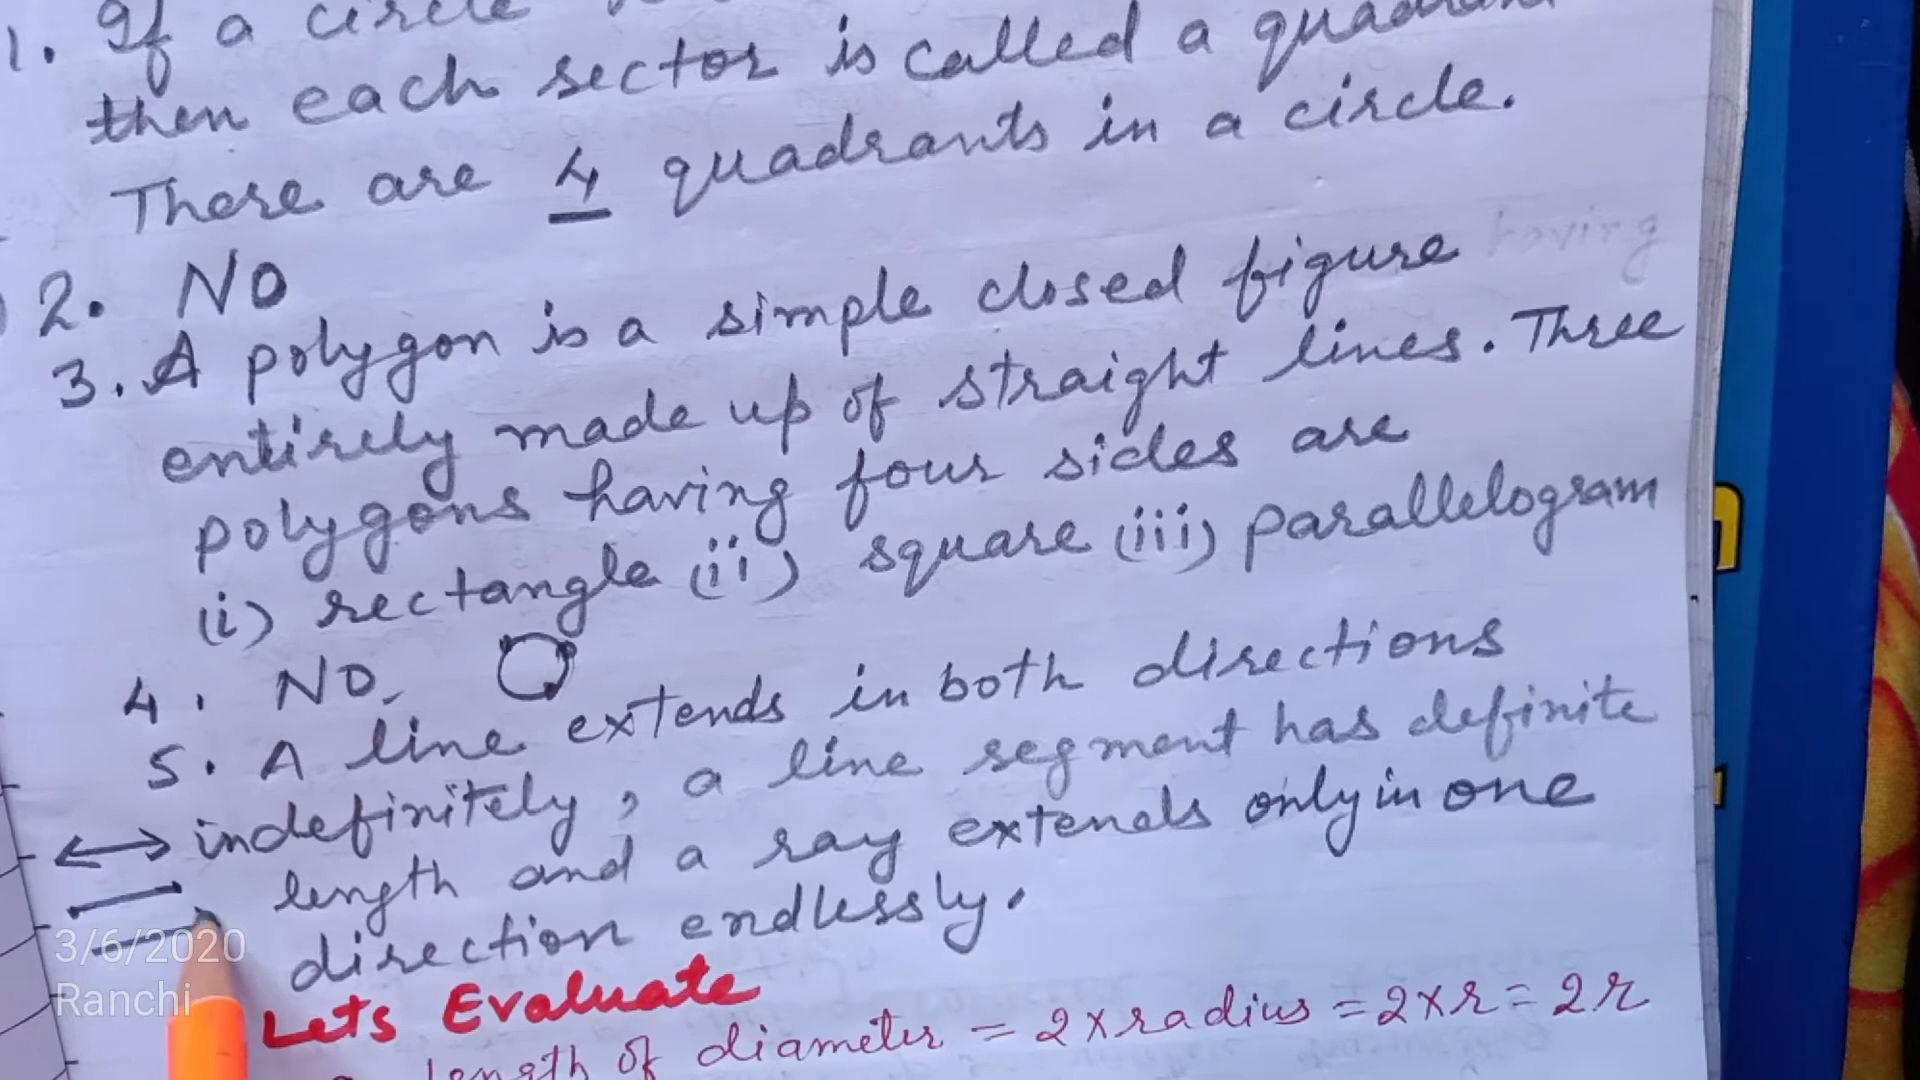 1. If a circle
then each sector is called a quadrant
There are 4 quadrants in a circle.
2. NO
3. A polygon is a simple closed figure having
entirely made up of straight lines. Three
polygons having four sides are
(i) rectangle (ii) square (iii) parallelogram
4. NO.
5. A line extends in both directions
indefinitely, a line segment has definite
length and a ray extends only in one
direction endlessly.
3/6/2020
Ranchi
Lets Evaluate
length of diameter = 2×radius = 2×r = 2r